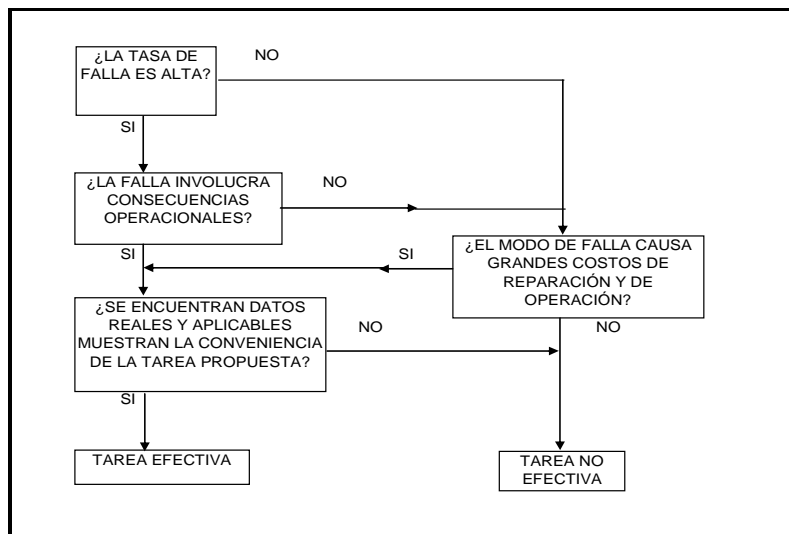 ¿LA TASA DE
FALLA ES ALTA?
NO
SI
¿LA FALLA INVOLUCRA
CONSECUENCIAS
OPERACIONALES?
NO
SI
¿EL MODO DE FALLA CAUSA
GRANDES COSTOS DE
REPARACIÓN Y DE
OPERACIÓN?
SI
NO
¿SE ENCUENTRAN DATOS
REALES Y APLICABLES
MUESTRAN LA CONVENIENCIA
DE LA TAREA PROPUESTA?
NO
SI
TAREA EFECTIVA
TAREA NO
EFECTIVA